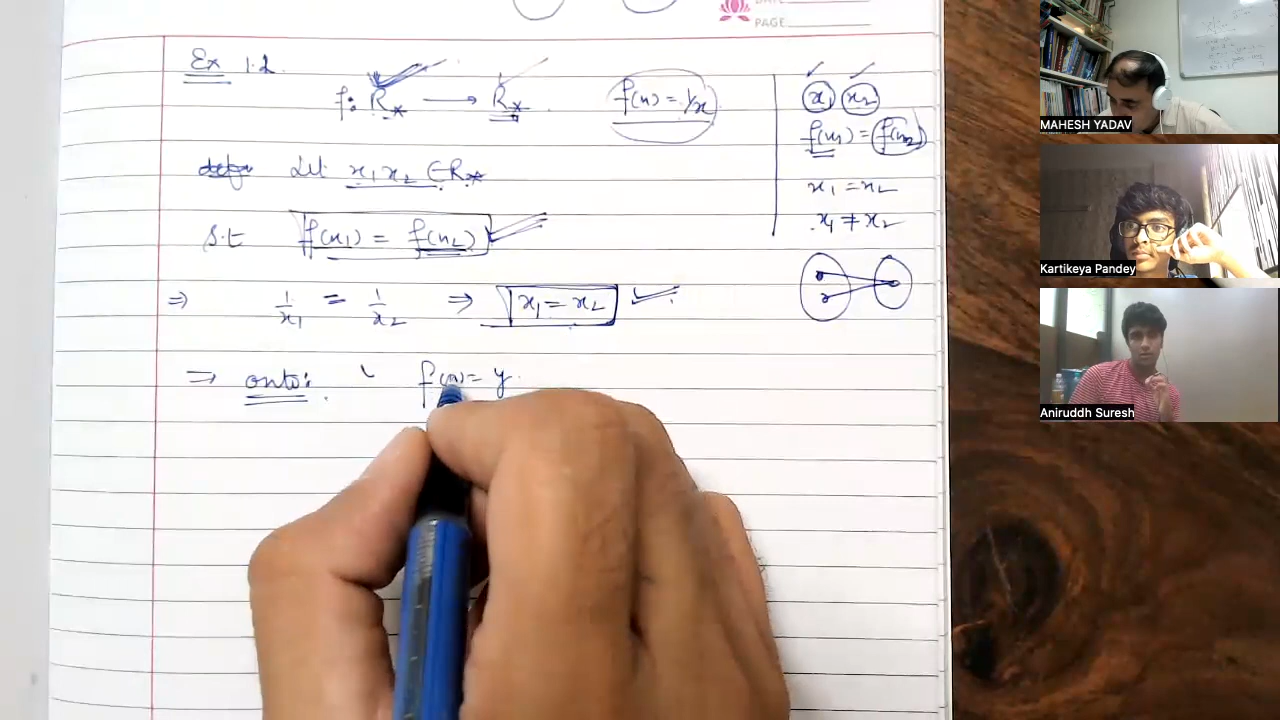 PAGE
Ex 1.2
f: R* → R* f(x) = 1/x
Let x₁ x₂ ∈ R*
S.t f(x₁) = f(x₂)
⇒ 1/x₁ = 1/x₂ ⇒ x₁ = x₂
⇒ onto: f(x) = y
x₁ x₂
f(x₁) = f(x₂)
x₁ = x₂
x₁ ≠ x₂
MAHESH YADAV
Kartikeya Pandey
Aniruddh Suresh